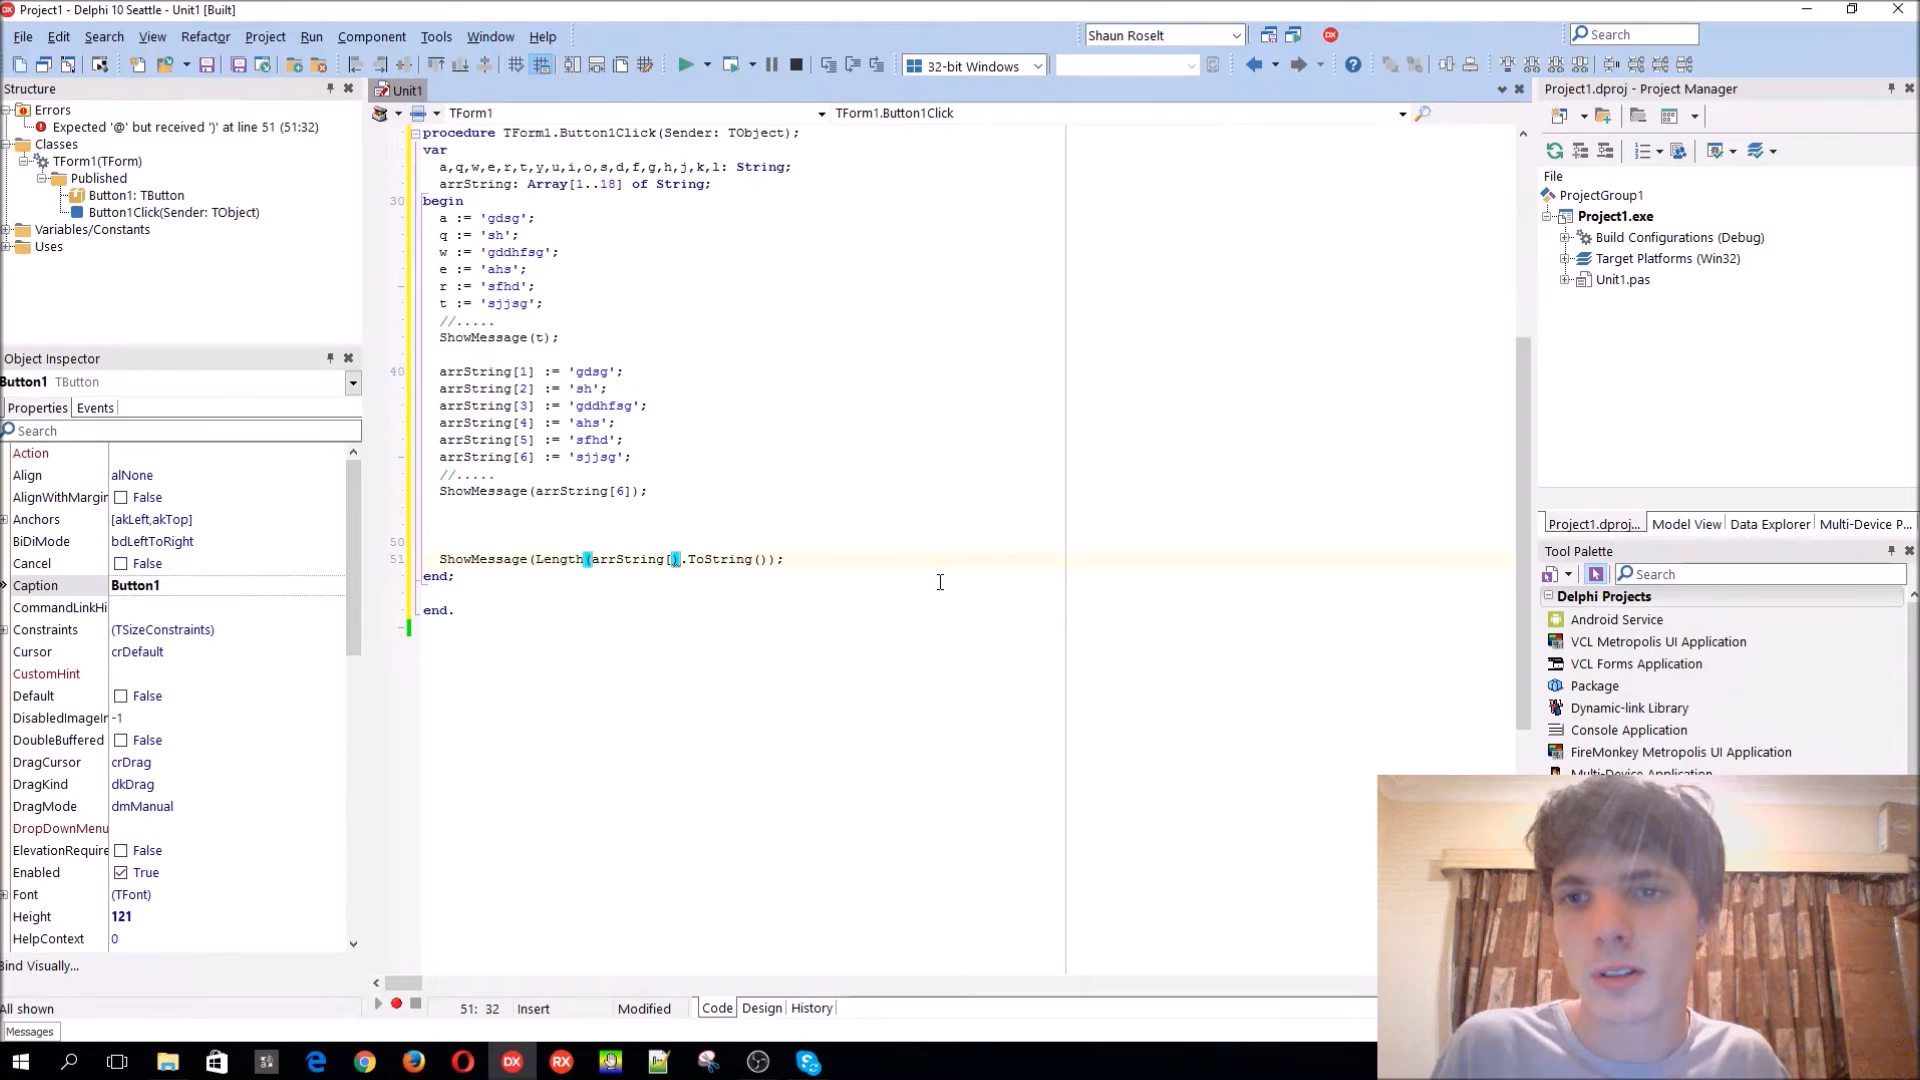 Project1 - Delphi 10 Seattle - Unit1 [Built]
File Edit Search View Refactor Project Run Component Tools Window Help
Shaun Roselt
Search
32-bit Windows
Structure
Errors
Expected '@' but received ')' at line 51 (51:32)
Classes
TForm1(TForm)
Published
Button1: TButton
Button1Click(Sender: TObject)
Variables/Constants
Uses
Object Inspector
Button1 TButton
Properties Events
Search
Action
Align alNone
AlignWithMargin False
Anchors [akLeft,akTop]
BiDiMode bdLeftToRight
Cancel False
Caption Button1
CommandLinkHi
Constraints (TSizeConstraints)
Cursor crDefault
CustomHint
Default False
DisabledImageIn -1
DoubleBuffered False
DragCursor crDrag
DragKind dkDrag
DragMode dmManual
DropDownMenu
ElevationRequire False
Enabled True
Font (TFont)
Height 121
HelpContext 0
Bind Visually...
All shown
Messages
Unit1
TForm1
TForm1.Button1Click
procedure TForm1.Button1Click(Sender: TObject);
var
a,q,w,e,r,t,y,u,i,o,s,d,f,g,h,j,k,l: String;
arrString: Array[1..18] of String;
30 begin
a := 'gdsg';
q := 'sh';
w := 'gddhfsg';
e := 'ahs';
r := 'sfhd';
t := 'sjjsg';
//.....
ShowMessage(t);
40 arrString[1] := 'gdsg';
arrString[2] := 'sh';
arrString[3] := 'gddhfsg';
arrString[4] := 'ahs';
arrString[5] := 'sfhd';
arrString[6] := 'sjjsg';
//.....
ShowMessage(arrString[6]);
50
51 ShowMessage(Length(arrString[).ToString());
end;
end.
51: 32 Insert Modified Code Design History
Project1.dproj - Project Manager
File
ProjectGroup1
Project1.exe
Build Configurations (Debug)
Target Platforms (Win32)
Unit1.pas
Project1.dproj... Model View Data Explorer Multi-Device P...
Tool Palette
Search
Delphi Projects
Android Service
VCL Metropolis UI Application
VCL Forms Application
Package
Dynamic-link Library
Console Application
FireMonkey Metropolis UI Application
Multi-Device Application
DX RX